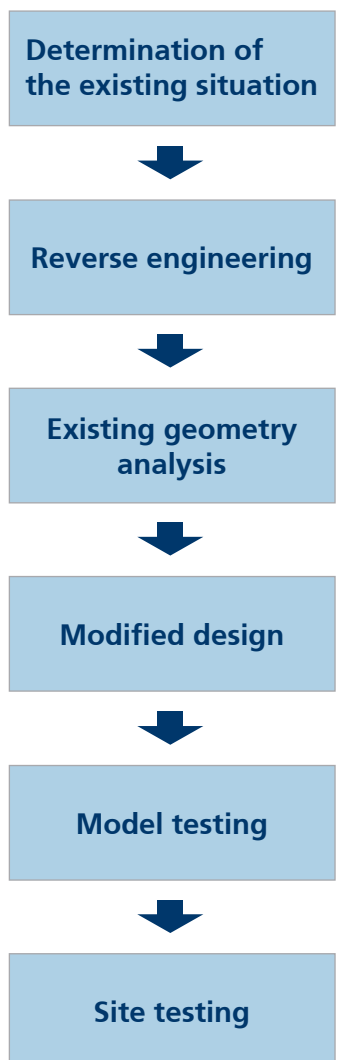 Determination of
the existing situation
Reverse engineering
Existing geometry
analysis
Modified design
Model testing
Site testing